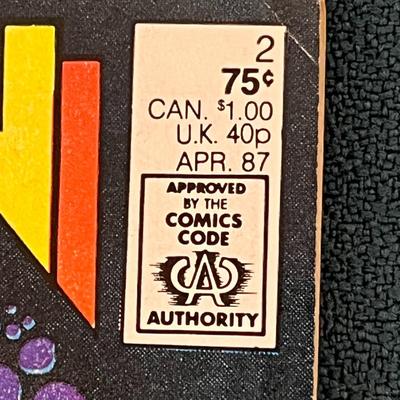 2
75¢
CAN. $1.00
U.K. 40p
APR. 87
APPROVED
BY THE
COMICS
CODE
CA
AUTHORITY